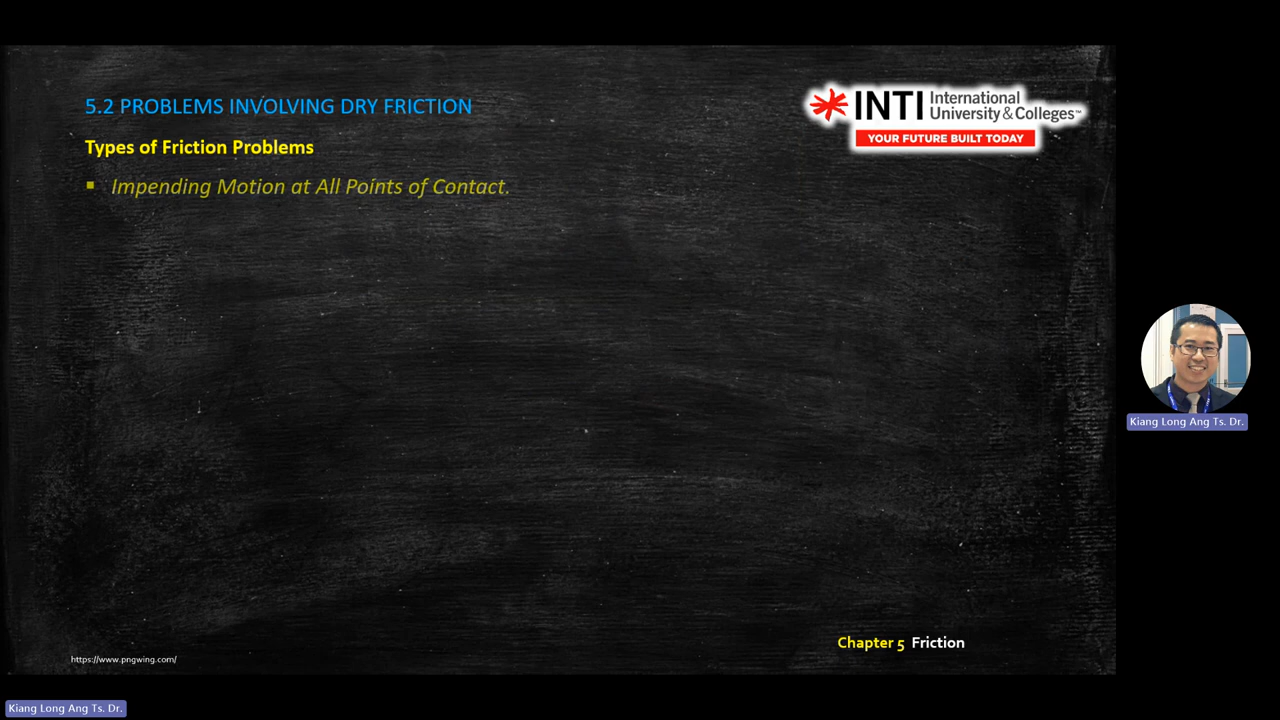 5.2 PROBLEMS INVOLVING DRY FRICTION
INTI International
University & Colleges™
YOUR FUTURE BUILT TODAY
Types of Friction Problems
▪ Impending Motion at All Points of Contact.
Kiang Long Ang Ts. Dr.
Chapter 5 Friction
https://www.pngwing.com/
Kiang Long Ang Ts. Dr.